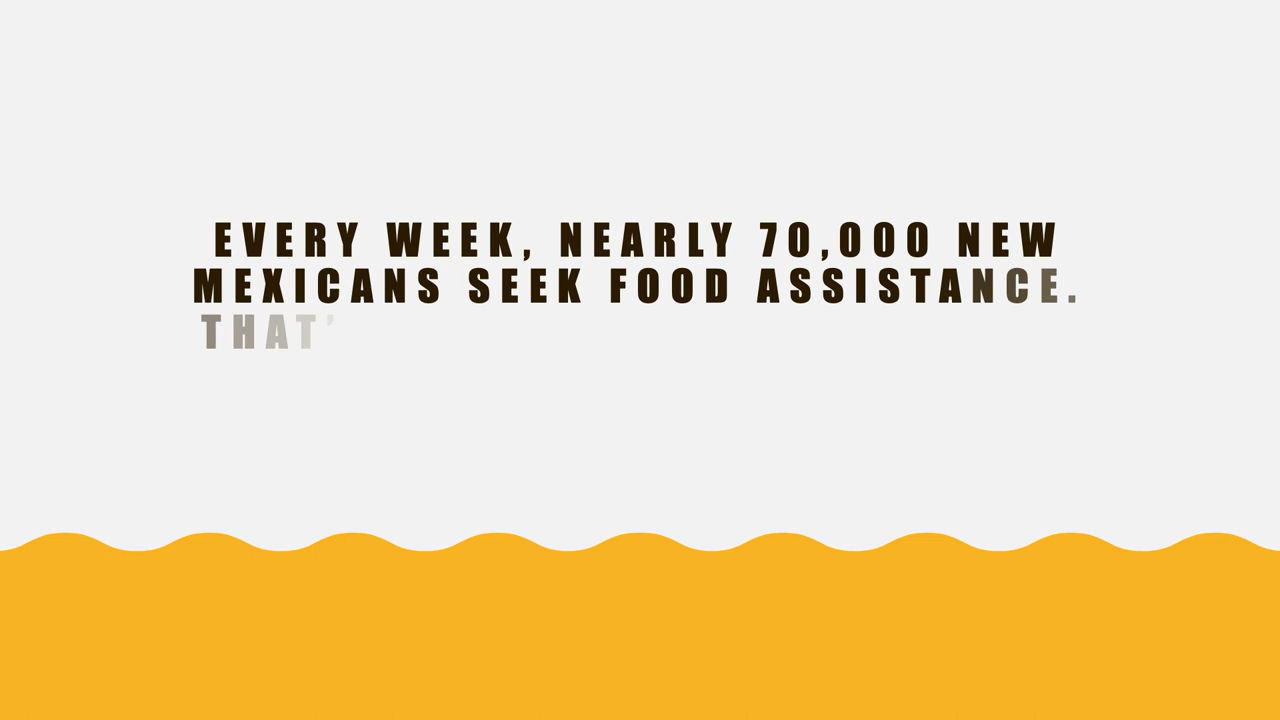 EVERY WEEK, NEARLY 70,000 NEW
MEXICANS SEEK FOOD ASSISTANCE.
THAT’